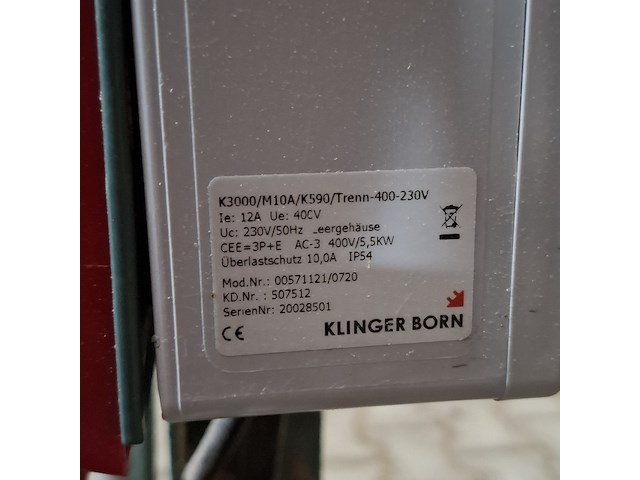 K3000/M10A/K590/Trenn-400-230V
Ie: 12A Ue: 400V
Uc: 230V/50Hz Leergehäuse
CEE=3P+E AC-3 400V/5,5KW
Überlastschutz 10,0A IP54
Mod.Nr.: 00571121/0720
KD.Nr. : 507512
SerienNr: 20028501
CE KLINGER BORN